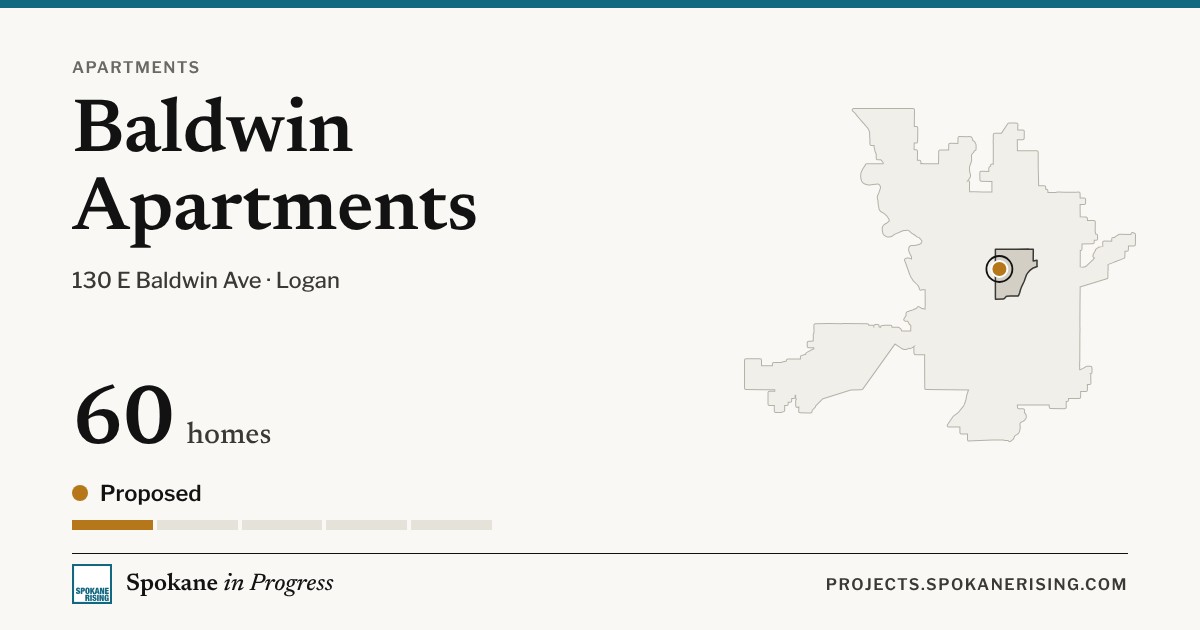 APARTMENTS
Baldwin
Apartments
130 E Baldwin Ave · Logan
60 homes
Proposed
SPOKANE
RISING
Spokane in Progress
PROJECTS.SPOKANERISING.COM